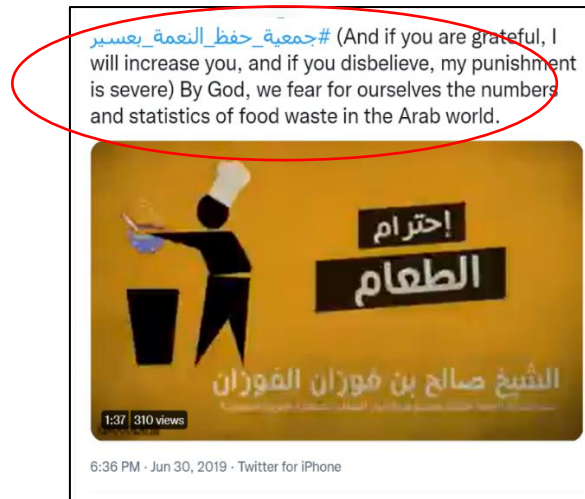 #جمعية_حفظ_النعمة_بعسير (And if you are grateful, I
will increase you, and if you disbelieve, my punishment
is severe) By God, we fear for ourselves the numbers
and statistics of food waste in the Arab world.
إحترام
الطعام
الشيخ صالح بن فوزان الفوزان
1:37 310 views
6:36 PM · Jun 30, 2019 · Twitter for iPhone